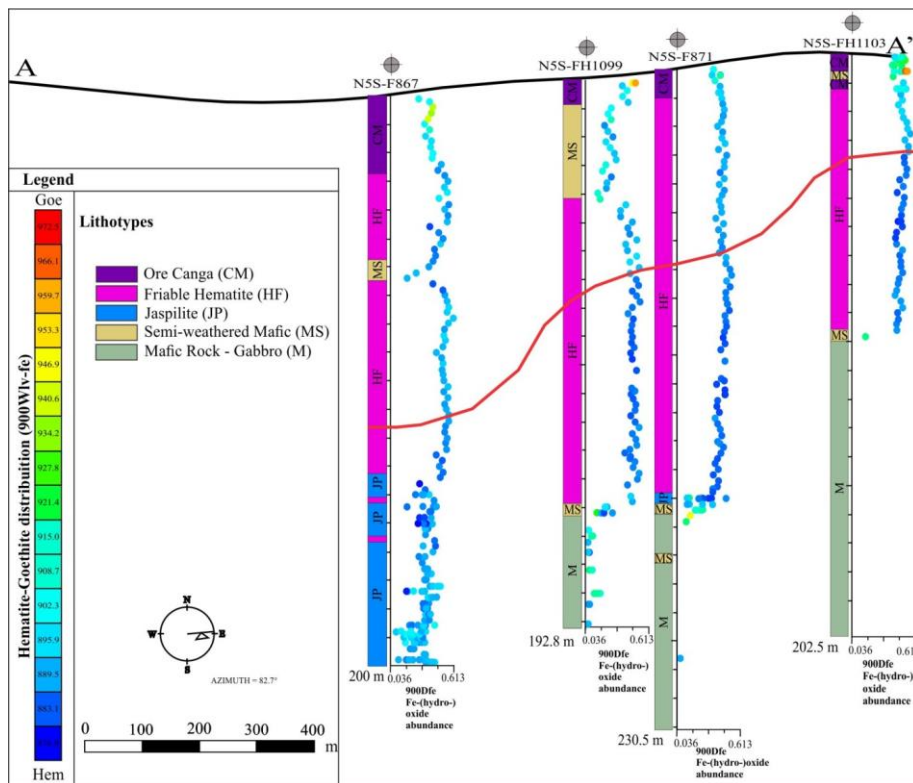 A
A'
N5S-F867
N5S-FH1099
N5S-F871
N5S-FH1103
CM
HF
MS
HF
JP
JP
JP
200 m
0.036
0.613
900Dfe
Fe-(hydro-)
oxide
abundance
CM
MS
HF
MS
M
192.8 m
0.036
0.613
900Dfe
Fe-(hydro-)
oxide
abundance
CM
HF
JP
MS
MS
M
230.5 m
0.036
0.613
900Dfe
Fe-(hydro-)oxide
abundance
CM
MS
CM
HF
MS
M
202.5 m
0.036
900Dfe
Fe-(hydro-)
oxide
abundance
Legend
Goe
Hematite-Goethite distribution (900Wlv-fe)
972.5
966.1
959.7
953.3
946.9
940.6
934.2
927.8
921.4
915.0
908.7
902.3
895.9
889.5
883.1
Hem
Lithotypes
Ore Canga (CM)
Friable Hematite (HF)
Jaspilite (JP)
Semi-weathered Mafic (MS)
Mafic Rock - Gabbro (M)
N
W
E
S
AZIMUTH = 82.7°
0 100 200 300 400
m